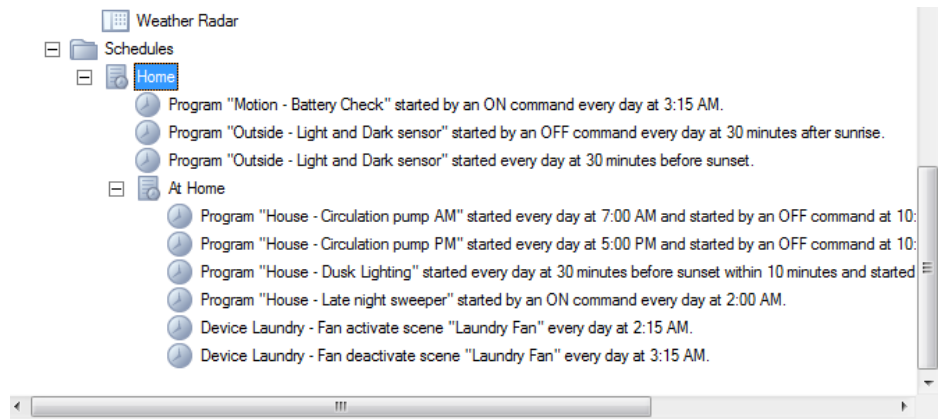 Weather Radar
Schedules
Home
Program "Motion - Battery Check" started by an ON command every day at 3:15 AM.
Program "Outside - Light and Dark sensor" started by an OFF command every day at 30 minutes after sunrise.
Program "Outside - Light and Dark sensor" started every day at 30 minutes before sunset.
At Home
Program "House - Circulation pump AM" started every day at 7:00 AM and started by an OFF command at 10:
Program "House - Circulation pump PM" started every day at 5:00 PM and started by an OFF command at 10:
Program "House - Dusk Lighting" started every day at 30 minutes before sunset within 10 minutes and started
Program "House - Late night sweeper" started by an ON command every day at 2:00 AM.
Device Laundry - Fan activate scene "Laundry Fan" every day at 2:15 AM.
Device Laundry - Fan deactivate scene "Laundry Fan" every day at 3:15 AM.